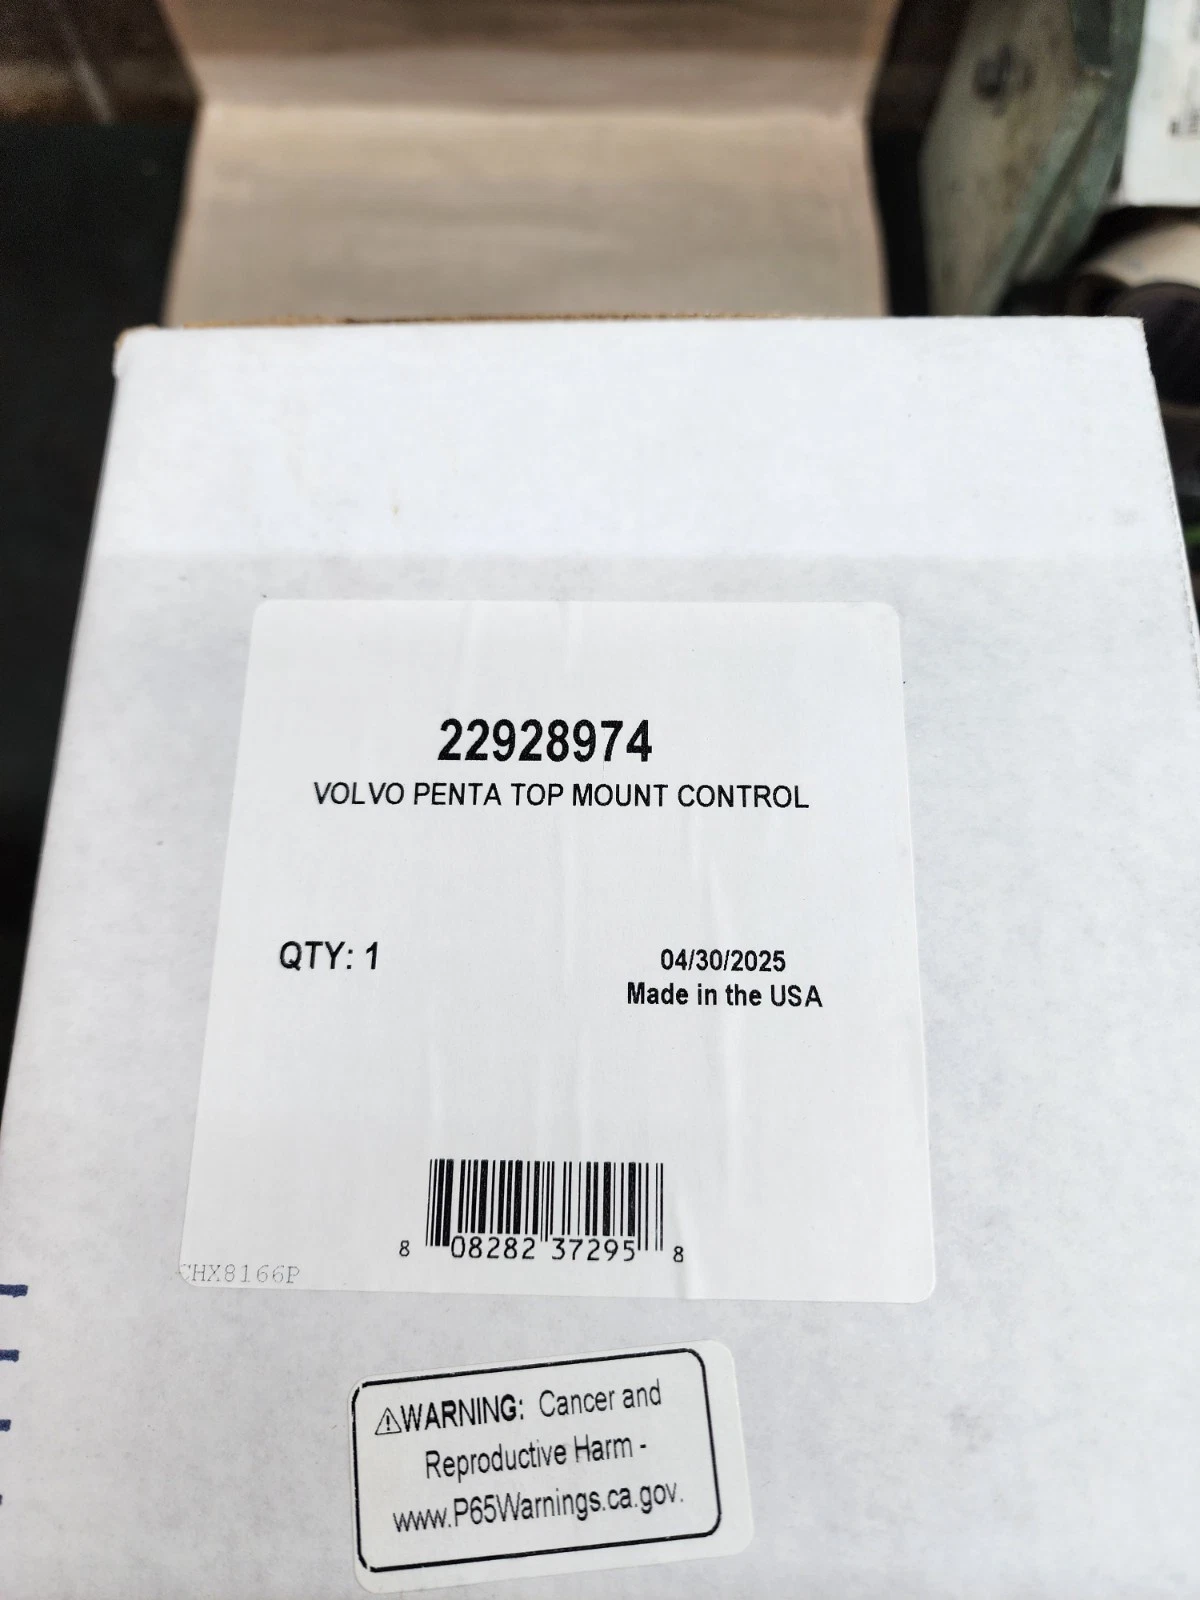 22928974
VOLVO PENTA TOP MOUNT CONTROL
QTY: 1
04/30/2025
Made in the USA
8 08282 37295 8
CHX8166P
⚠WARNING: Cancer and
Reproductive Harm -
www.P65Warnings.ca.gov.